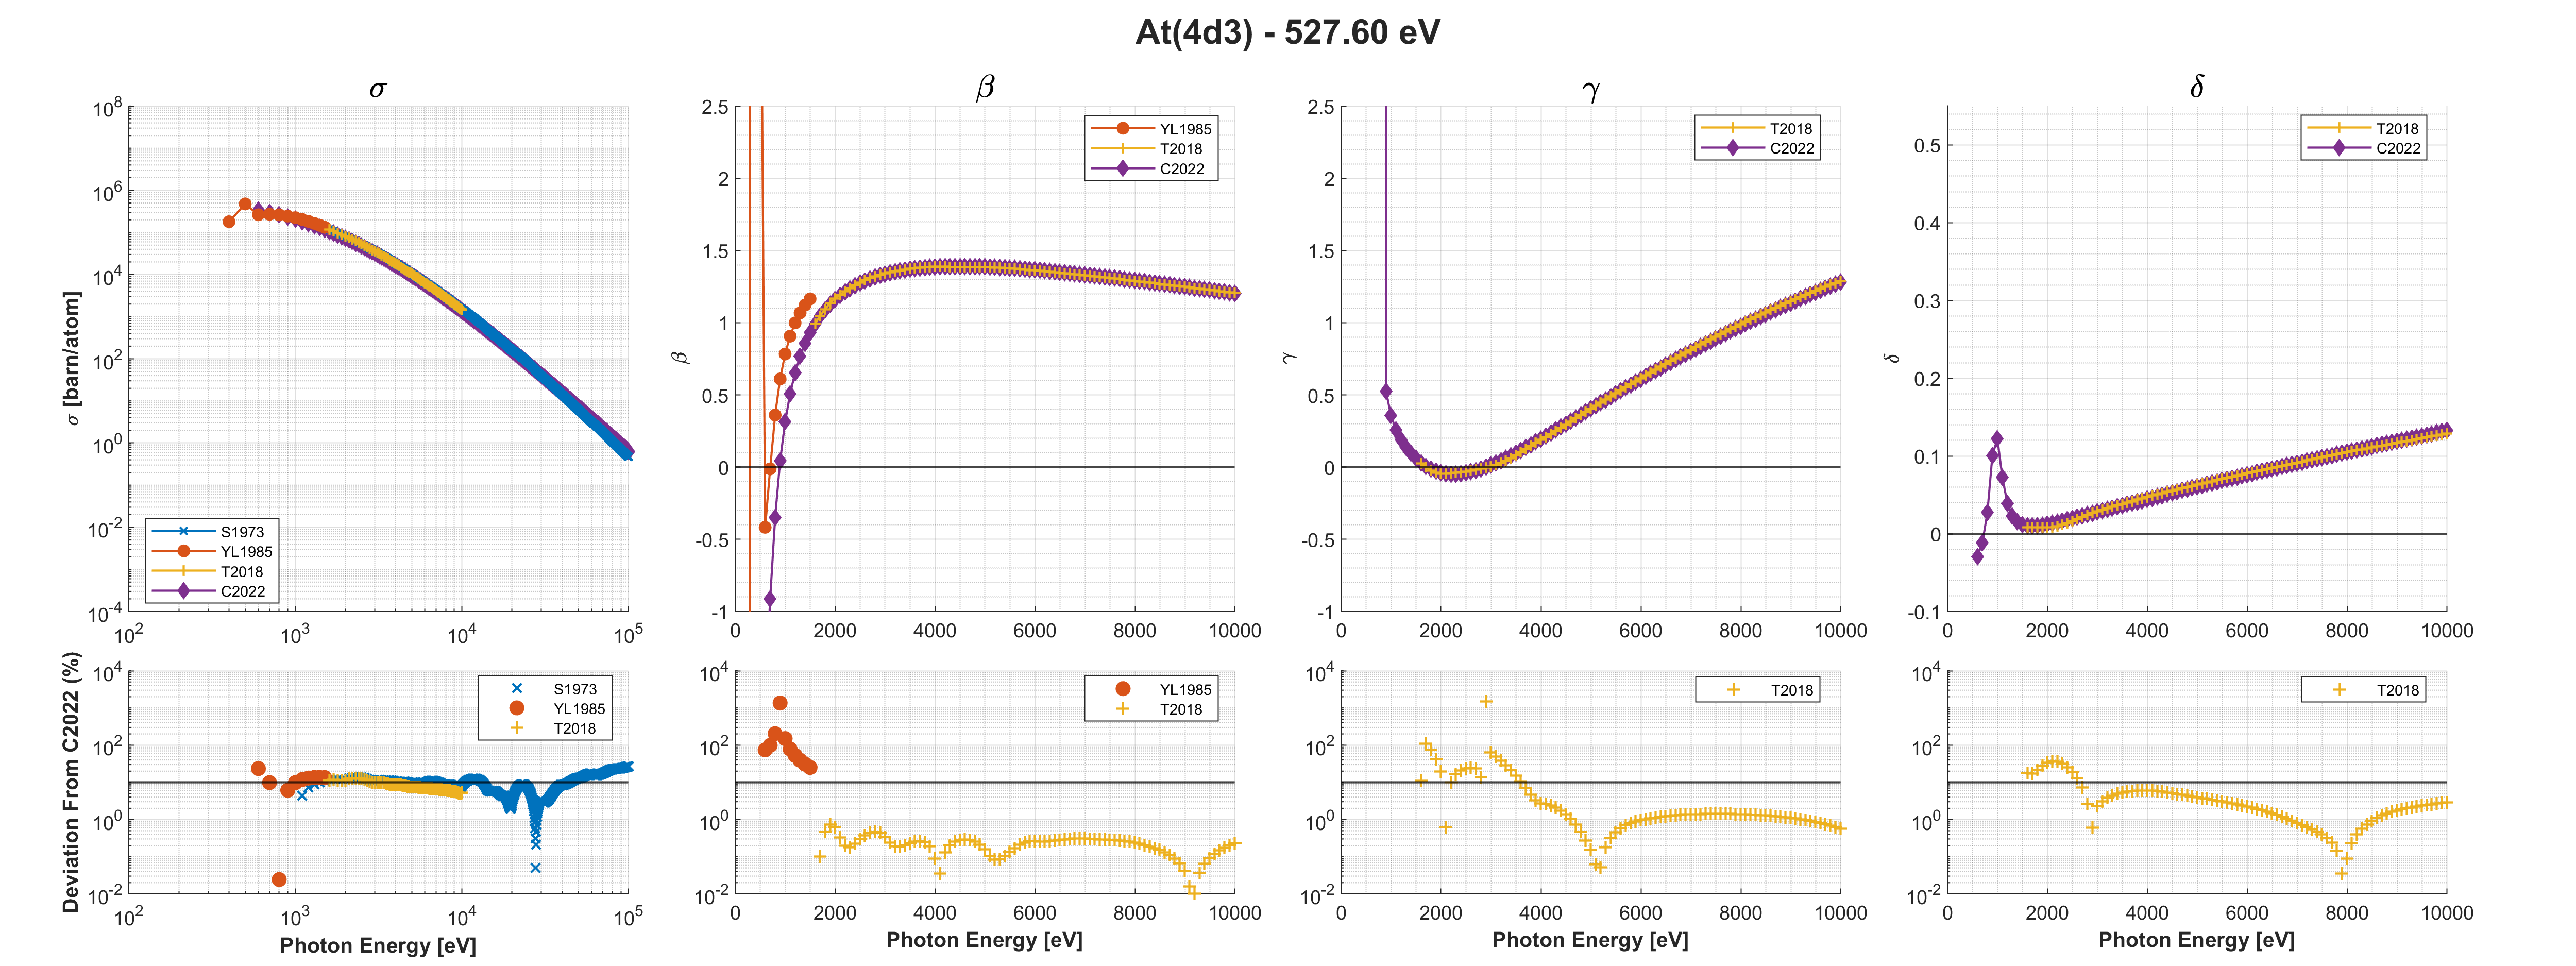 At(4d3) - 527.60 eV
σ
10^8
10^6
10^4
10^2
10^0
10^-2
10^-4
σ [barn/atom]
S1973
YL1985
T2018
C2022
10^2 10^3 10^4 10^5
β
2.5
2
1.5
1
0.5
0
-0.5
-1
β
YL1985
T2018
C2022
0 2000 4000 6000 8000 10000
γ
2.5
2
1.5
1
0.5
0
-0.5
-1
γ
T2018
C2022
0 2000 4000 6000 8000 10000
δ
0.5
0.4
0.3
0.2
0.1
0
-0.1
δ
T2018
C2022
0 2000 4000 6000 8000 10000
Deviation From C2022 (%)
10^4
10^2
10^0
10^-2
S1973
YL1985
T2018
10^2 10^3 10^4 10^5
Photon Energy [eV]
10^4
10^2
10^0
10^-2
YL1985
T2018
0 2000 4000 6000 8000 10000
Photon Energy [eV]
10^4
10^2
10^0
10^-2
T2018
0 2000 4000 6000 8000 10000
Photon Energy [eV]
10^4
10^2
10^0
10^-2
T2018
0 2000 4000 6000 8000 10000
Photon Energy [eV]